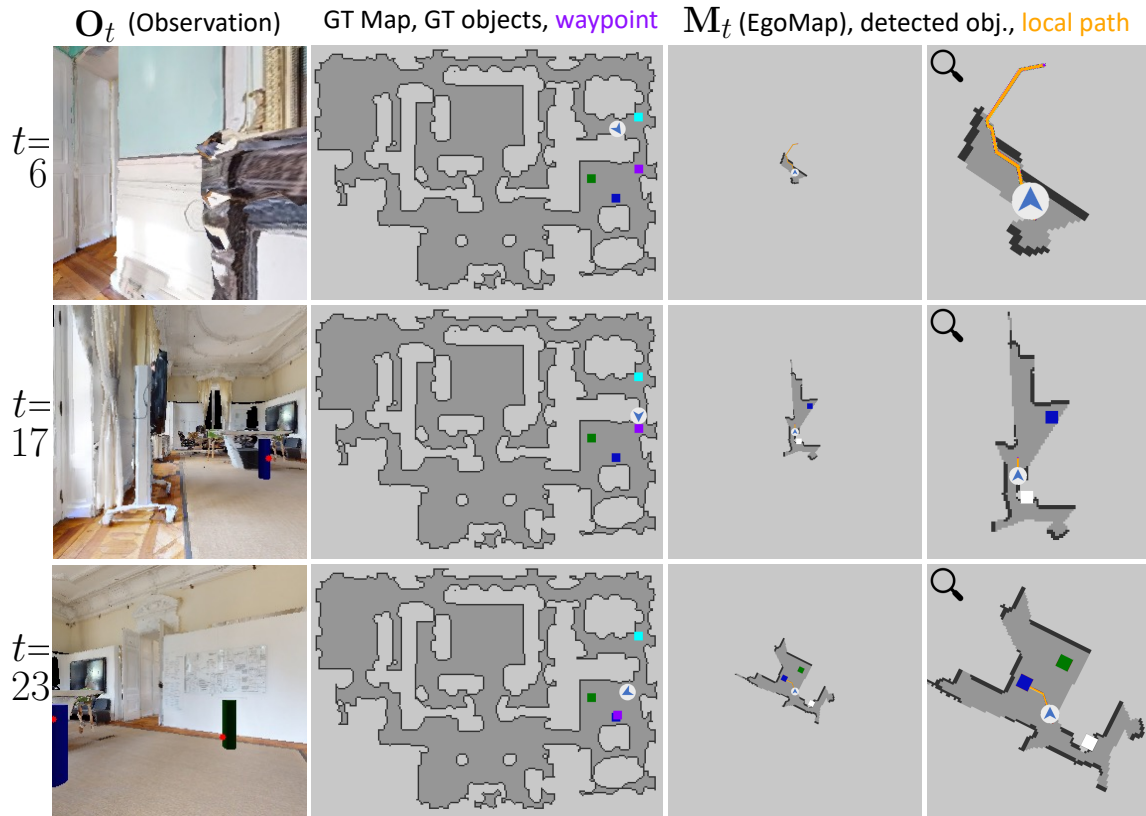 O_t (Observation)
GT Map, GT objects, waypoint
M_t (EgoMap), detected obj., local path
t=
6
t=
17
t=
23